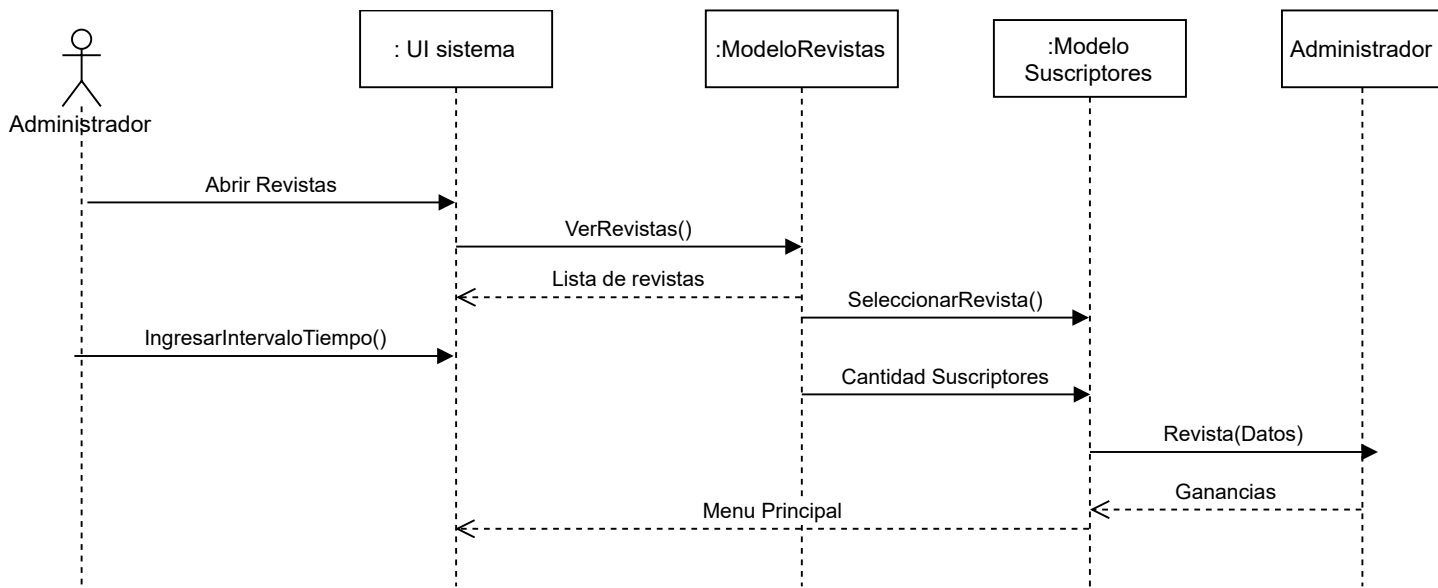 : UI sistema
:ModeloRevistas
:Modelo
Suscriptores
Administrador
Administrador
Abrir Revistas
VerRevistas()
Lista de revistas
SeleccionarRevista()
IngresarIntervaloTiempo()
Cantidad Suscriptores
Revista(Datos)
Ganancias
Menu Principal